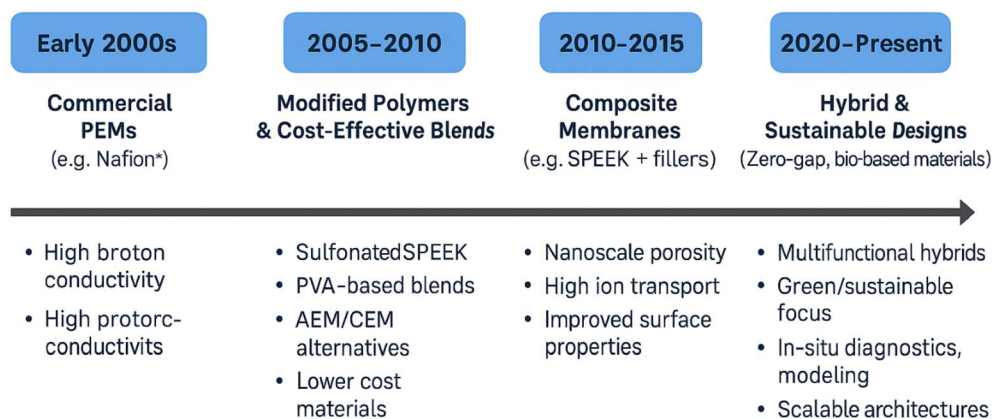 Early 2000s
Commercial
PEMs
(e.g. Nafion*)
• High broton
conductivity
• High protorc-
conductivits
2005–2010
Modified Polymers
& Cost-Effective Blends
• Sulfonated SPEEK
• PVA-based blends
• AEM/CEM
alternatives
• Lower cost
materials
2010–2015
Composite
Membranes
(e.g. SPEEK + fillers)
• Nanoscale porosity
• High ion transport
• Improved surface
properties
2020–Present
Hybrid &
Sustainable Designs
(Zero-gap, bio-based materials)
• Multifunctional hybrids
• Green/sustainable
focus
• In-situ diagnostics,
modeling
• Scalable architectures